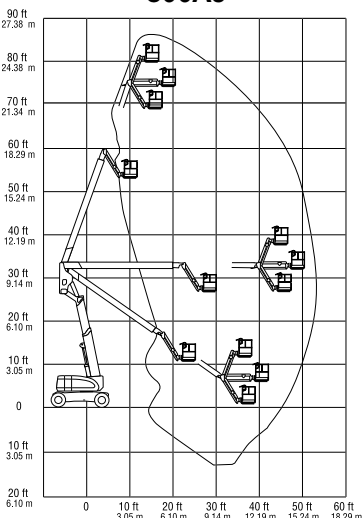 90 ft
27.38 m
80 ft
24.38 m
70 ft
21.34 m
60 ft
18.29 m
50 ft
15.24 m
40 ft
12.19 m
30 ft
9.14 m
20 ft
6.10 m
10 ft
3.05 m
0
10 ft
3.05 m
20 ft
6.10 m
0 10 ft 20 ft 30 ft 40 ft 50 ft 60 ft
3.05 m 6.10 m 9.14 m 12.19 m 15.24 m 18.29 m